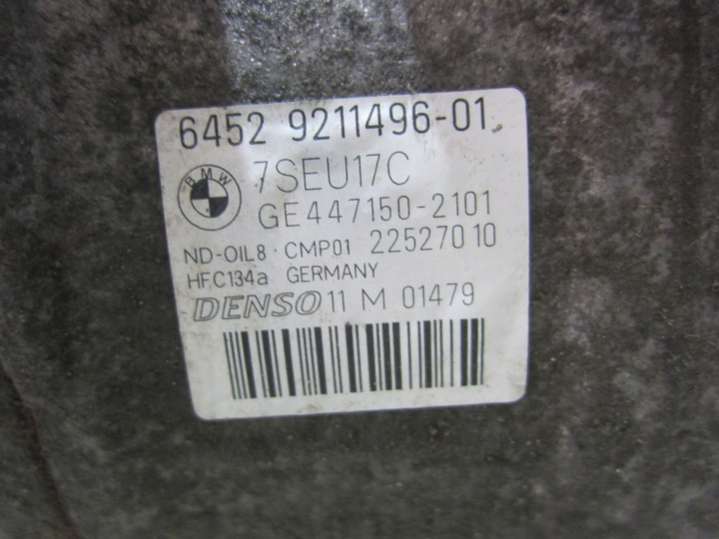 6452 9211496-01
BMW
7SEU17C
GE447150-2101
ND-OIL8 · CMP01 22527010
HFC134a GERMANY
DENSO 11 M 01479